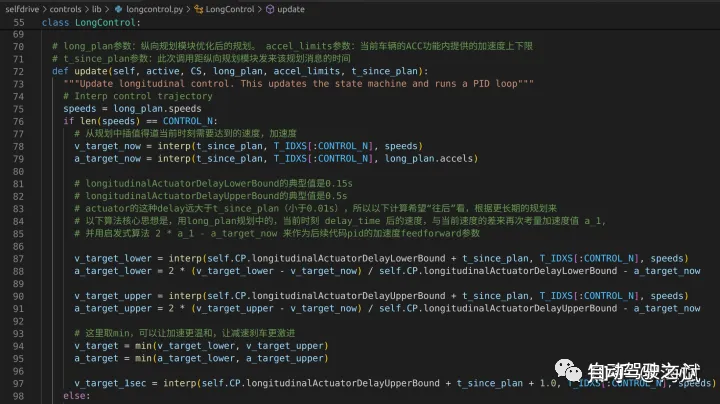 selfdrive > controls > lib > longcontrol.py > LongControl > update
55 class LongControl:
69
70 # long_plan参数：纵向规划模块优化后的规划。 accel_limits参数：当前车辆的ACC功能内提供的加速度上下限
71 # t_since_plan参数：此次调用距纵向规划模块发来该规划消息的时间
72 def update(self, active, CS, long_plan, accel_limits, t_since_plan):
73 """Update longitudinal control. This updates the state machine and runs a PID loop"""
74 # Interp control trajectory
75 speeds = long_plan.speeds
76 if len(speeds) == CONTROL_N:
77 # 从规划中插值得道当前时刻需要达到的速度，加速度
78 v_target_now = interp(t_since_plan, T_IDXS[:CONTROL_N], speeds)
79 a_target_now = interp(t_since_plan, T_IDXS[:CONTROL_N], long_plan.accels)
80
81 # longitudinalActuatorDelayLowerBound的典型值是0.15s
82 # longitudinalActuatorDelayUpperBound的典型值是0.5s
83 # actuator的这种delay远大于t_since_plan（小于0.01s），所以以下计算希望“往后”看，根据更长期的规划来
84 # 以下算法核心思想是，用long_plan规划中的，当前时刻 delay time 后的速度，与当前速度的差来再次考量加速度值 a_1,
85 # 并用启发式算法 2 * a_1 - a_target_now 来作为后续代码pid的加速度feedforward参数
86
87 v_target_lower = interp(self.CP.longitudinalActuatorDelayLowerBound + t_since_plan, T_IDXS[:CONTROL_N], speeds)
88 a_target_lower = 2 * (v_target_lower - v_target_now) / self.CP.longitudinalActuatorDelayLowerBound - a_target_now
89
90 v_target_upper = interp(self.CP.longitudinalActuatorDelayUpperBound + t_since_plan, T_IDXS[:CONTROL_N], speeds)
91 a_target_upper = 2 * (v_target_upper - v_target_now) / self.CP.longitudinalActuatorDelayUpperBound - a_target_now
92
93 # 这里取min，可以让加速更温和，让减速刹车更激进
94 v_target = min(v_target_lower, v_target_upper)
95 a_target = min(a_target_lower, a_target_upper)
96
97 v_target_1sec = interp(self.CP.longitudinalActuatorDelayUpperBound + t_since_plan + 1.0, T_IDXS[:CONTROL_N], speeds)
98 else:
自动驾驶之心